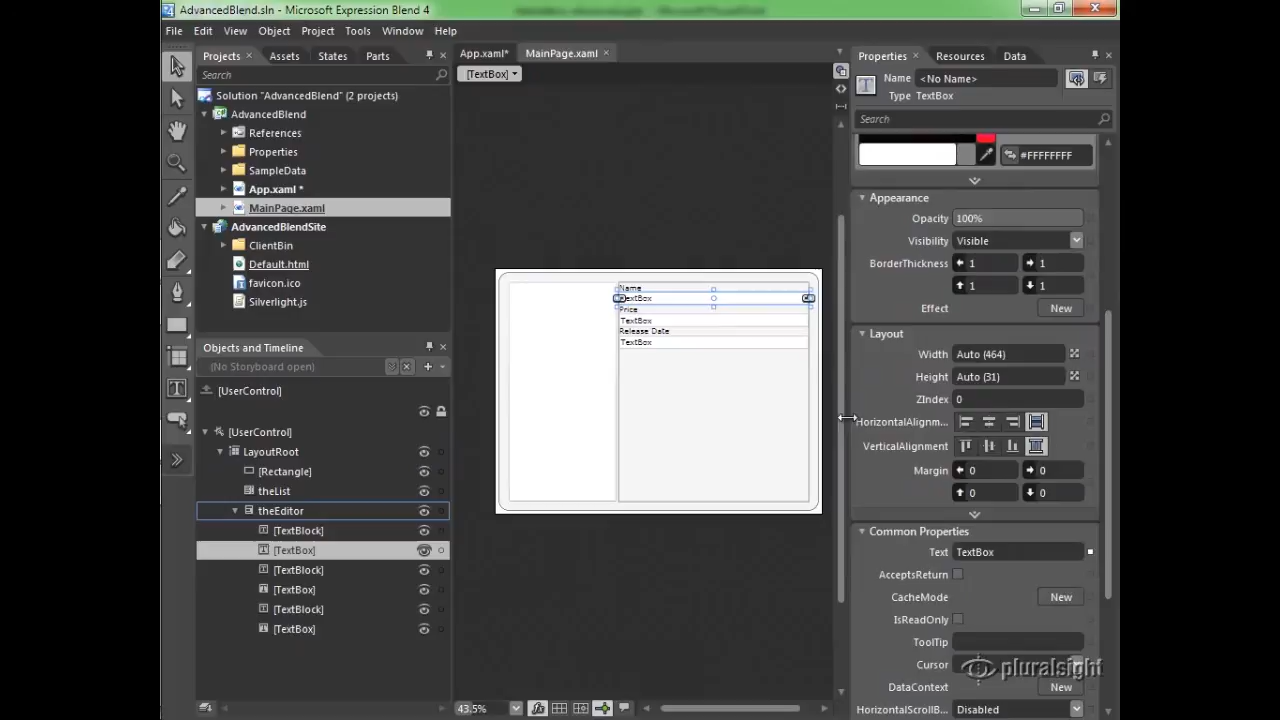 AdvancedBlend.sln - Microsoft Expression Blend 4
File Edit View Object Project Tools Window Help
Projects × Assets States Parts
Search
Solution "AdvancedBlend" (2 projects)
AdvancedBlend
References
Properties
SampleData
App.xaml *
MainPage.xaml
AdvancedBlendSite
ClientBin
Default.html
favicon.ico
Silverlight.js
Objects and Timeline
(No Storyboard open)
[UserControl]
[UserControl]
LayoutRoot
[Rectangle]
theList
theEditor
[TextBlock]
[TextBox]
[TextBlock]
[TextBox]
[TextBlock]
[TextBox]
App.xaml* MainPage.xaml ×
[TextBox]
Name
TextBox
Price
TextBox
Release Date
TextBox
43.5%
Properties × Resources Data
Name <No Name>
Type TextBox
Search
#FFFFFFFF
Appearance
Opacity 100%
Visibility Visible
BorderThickness 1 1
1 1
Effect New
Layout
Width Auto (464)
Height Auto (31)
ZIndex 0
HorizontalAlignm...
VerticalAlignment
Margin 0 0
0 0
Common Properties
Text TextBox
AcceptsReturn
CacheMode New
IsReadOnly
ToolTip
Cursor
pluralsight
DataContext New
HorizontalScrollB... Disabled